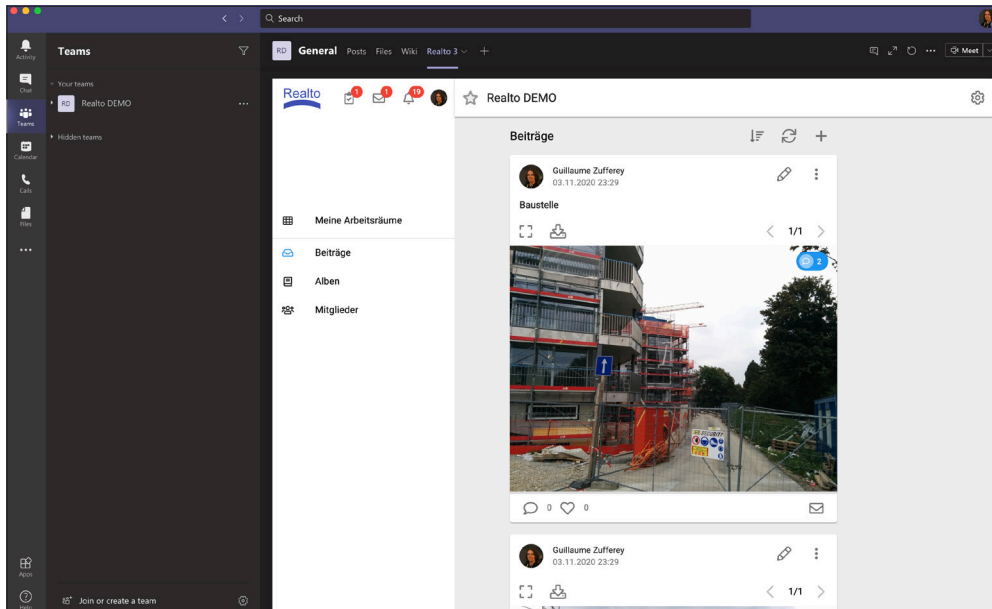 Search
Activity
Chat
Teams
Calendar
Calls
Files
Apps
Help
Teams
Your teams
RD Realto DEMO
Hidden teams
Join or create a team
RD General Posts Files Wiki Realto 3
Meet
Realto
1
1
19
Meine Arbeitsräume
Beiträge
Alben
Mitglieder
Realto DEMO
Beiträge
Guillaume Zufferey
03.11.2020 23:29
Baustelle
1/1
2
SECURITY
0 0
Guillaume Zufferey
03.11.2020 23:29
1/1